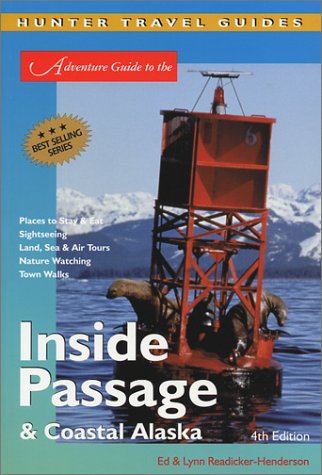 HUNTER TRAVEL GUIDES
Adventure Guide to the
★ ★ ★
BEST SELLING
SERIES
6
Places to Stay & Eat
Sightseeing
Land, Sea & Air Tours
Nature Watching
Town Walks
Inside
Passage
& Coastal Alaska
4th Edition
Ed & Lynn Readicker-Henderson